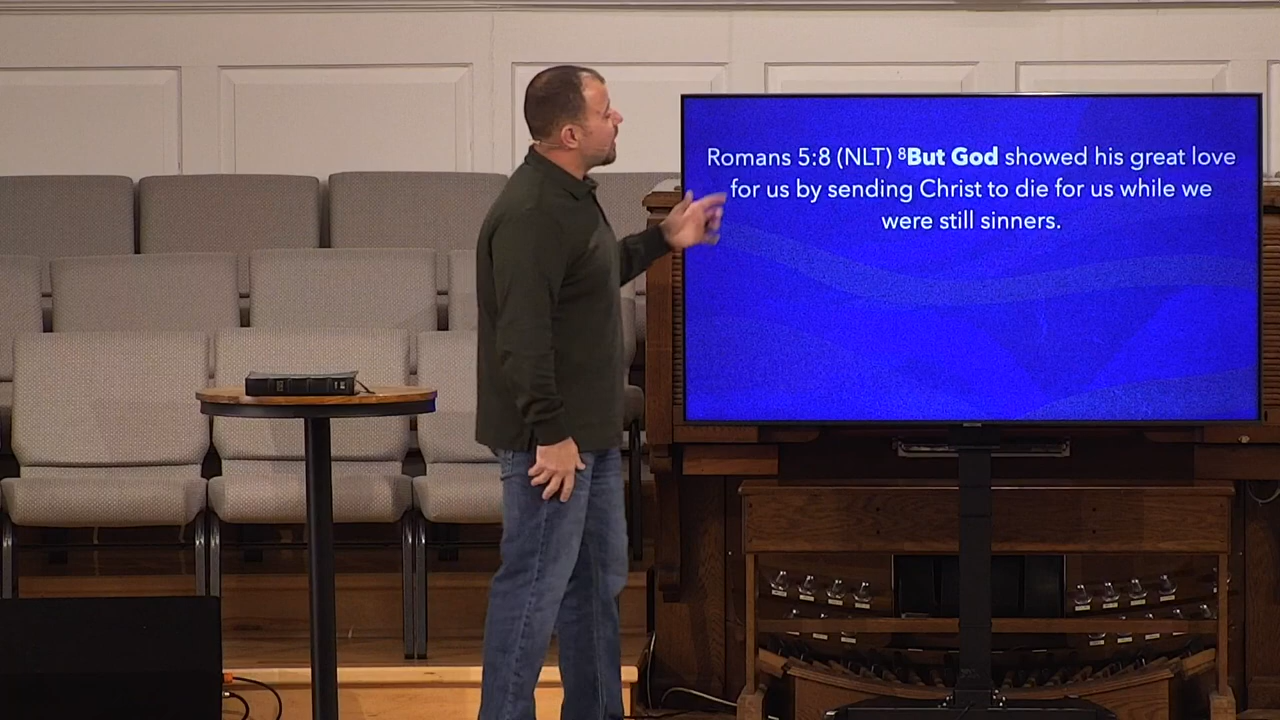 Romans 5:8 (NLT) ⁸But God showed his great love
for us by sending Christ to die for us while we
were still sinners.